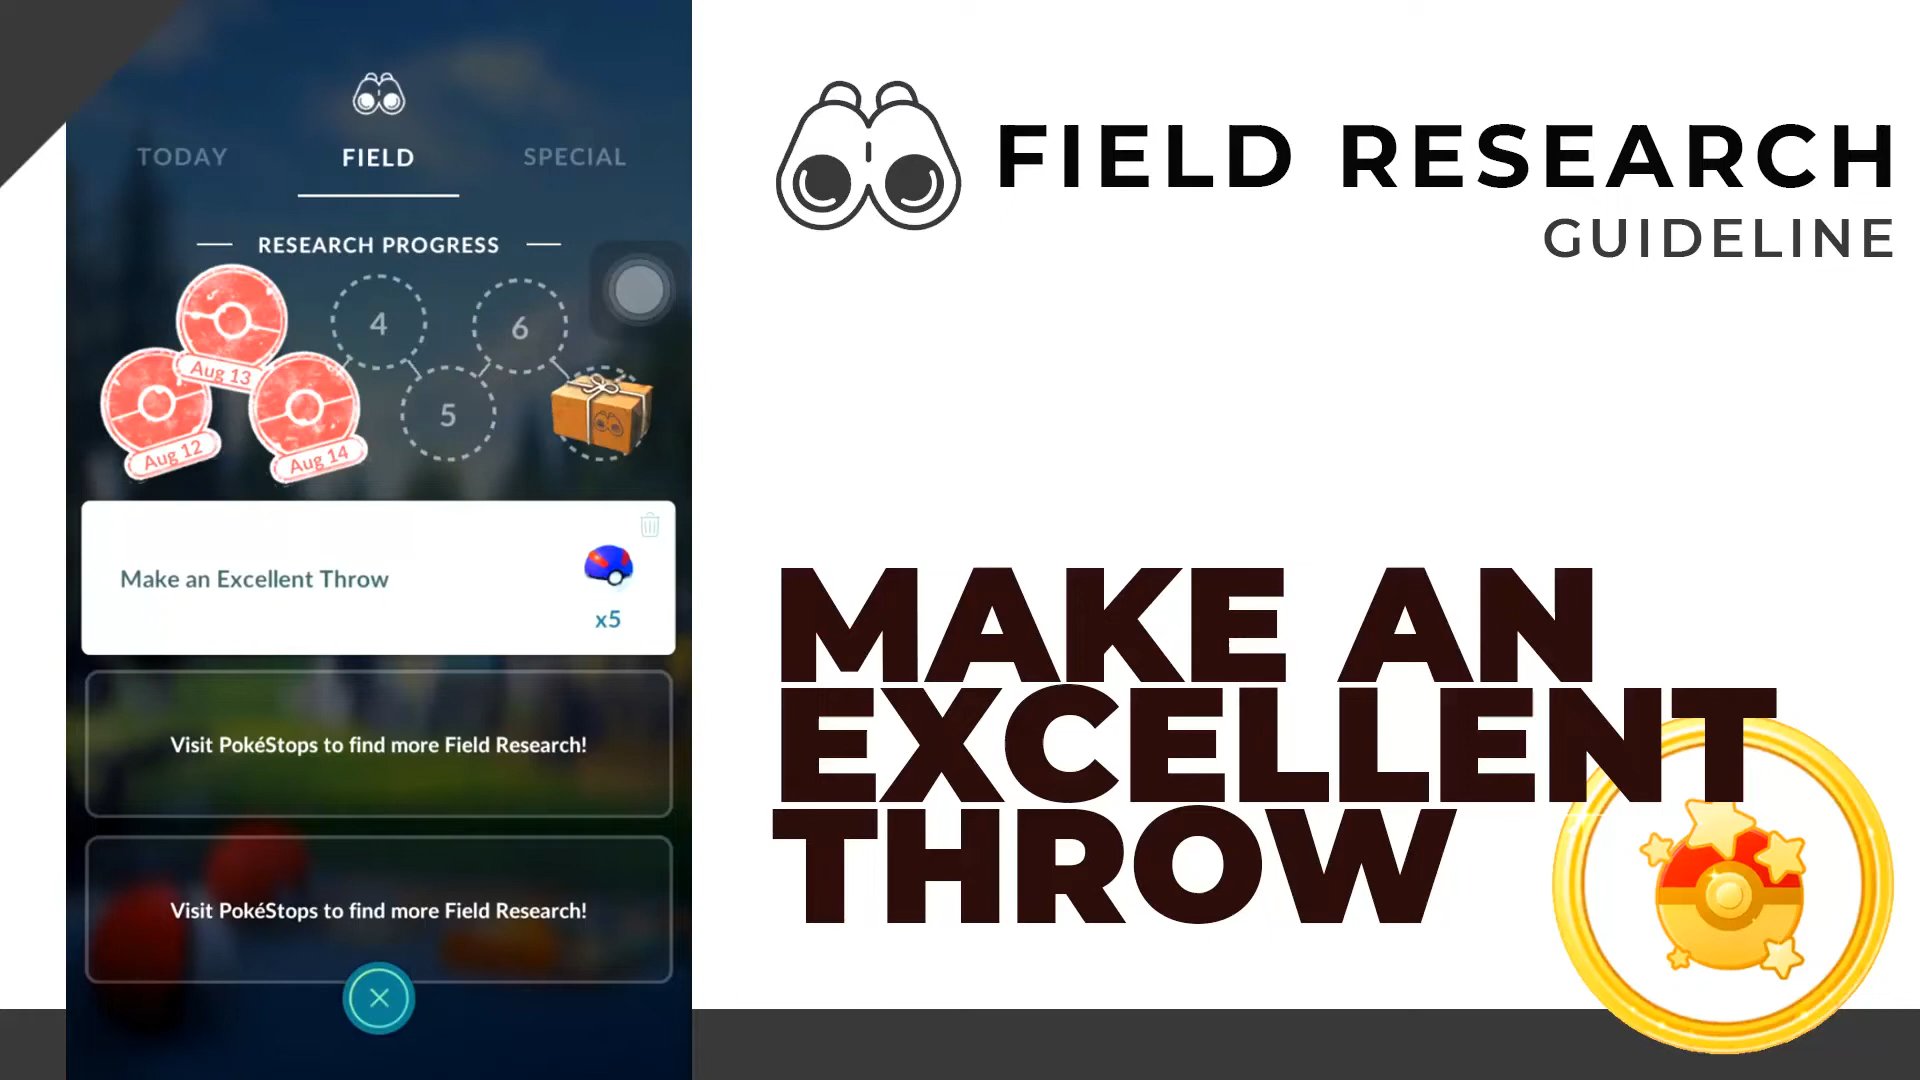 TODAY
FIELD
SPECIAL
RESEARCH PROGRESS
4
6
Aug 13
5
Aug 12
Aug 14
Make an Excellent Throw
x5
Visit PokéStops to find more Field Research!
Visit PokéStops to find more Field Research!
FIELD RESEARCH
GUIDELINE
MAKE AN
EXCELLENT
THROW